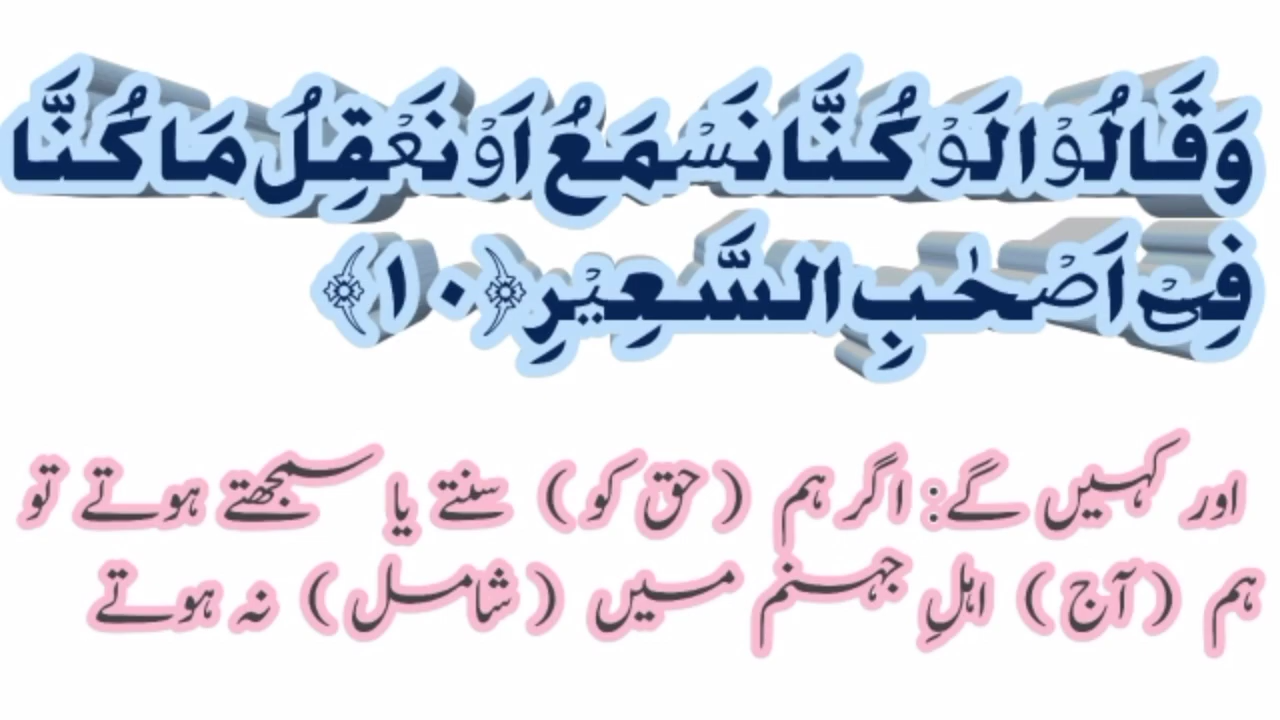 وَقَالُوْا لَوْ كُنَّا نَسْمَعُ اَوْ نَعْقِلُ مَا كُنَّا
فِیْۤ اَصْحٰبِ السَّعِیْرِ ﴿۱۰﴾
اور کہیں گے: اگر ہم (حق کو) سنتے یا سمجھتے ہوتے تو
ہم (آج) اہلِ جہنم میں (شامل) نہ ہوتے